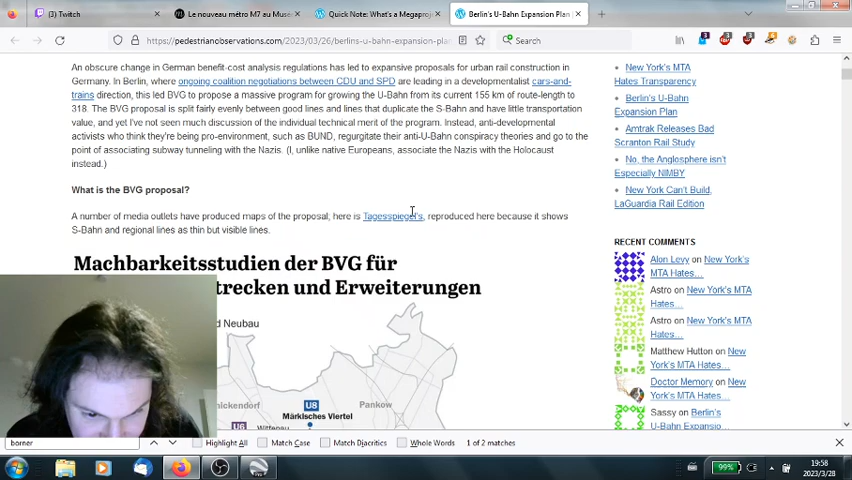 (3) Twitch
Le nouveau métro M7 au Musé
Quick Note: What's a Megaproj
Berlin's U-Bahn Expansion Plan
https://pedestrianobservations.org/2023/03/26/berlins-u-bahn-expansion-plan
Search
An obscure change in German benefit-cost analysis regulations has led to expansive proposals for urban rail construction in
Germany. In Berlin, where ongoing coalition negotiations between CDU and SPD are leading in a developmentalist cars-and-
trains direction, this led BVG to propose a massive program for growing the U-Bahn from its current 155 km of route-length to
318. The BVG proposal is split fairly evenly between good lines and lines that duplicate the S-Bahn and have little transportation
value, and yet I've not seen much discussion of the individual technical merit of the program. Instead, anti-developmental
activists who think they're being pro-environment, such as BUND, regurgitate their anti-U-Bahn conspiracy theories and go to the
point of associating subway tunneling with the Nazis. (I, unlike native Europeans, associate the Nazis with the Holocaust
instead.)
What is the BVG proposal?
A number of media outlets have produced maps of the proposal; here is Tagesspiegel's, reproduced here because it shows
S-Bahn and regional lines as thin but visible lines.
Machbarkeitsstudien der BVG für
trecken und Erweiterungen
d Neubau
ickendorf
U8
Märkisches Viertel
Pankow
U6
Wittenau
New York's MTA
Hates Transparency
Berlin's U-Bahn
Expansion Plan
Amtrak Releases Bad
Scranton Rail Study
No, the Anglosphere isn't
Especially NIMBY
New York Can't Build,
LaGuardia Rail Edition
RECENT COMMENTS
Alon Levy on New York's
MTA Hates…
Astro on New York's MTA
Hates…
Astro on New York's MTA
Hates…
Matthew Hutton on New
York's MTA Hates…
Doctor Memory on New
York's MTA Hates…
Sassy on Berlin's
U-Bahn Expansio…
borner
Highlight All
Match Case
Match Diacritics
Whole Words
1 of 2 matches
99%
19:58
2023/3/28